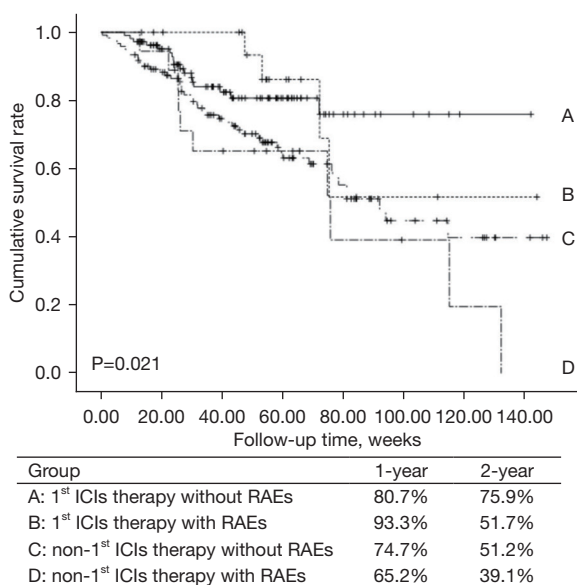 1.0
0.8
0.6
0.4
0.2
0.0
Cumulative survival rate
A
B
C
D
P=0.021
0.00 20.00 40.00 60.00 80.00 100.00 120.00 140.00
Follow-up time, weeks
Group 1-year 2-year
A: 1st ICIs therapy without RAEs 80.7% 75.9%
B: 1st ICIs therapy with RAEs 93.3% 51.7%
C: non-1st ICIs therapy without RAEs 74.7% 51.2%
D: non-1st ICIs therapy with RAEs 65.2% 39.1%